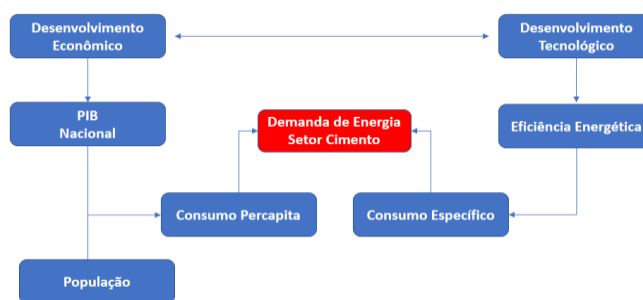 Desenvolvimento
Econômico
Desenvolvimento
Tecnológico
PIB
Nacional
Demanda de Energia
Setor Cimento
Eficiência Energética
Consumo Percapita
Consumo Específico
População